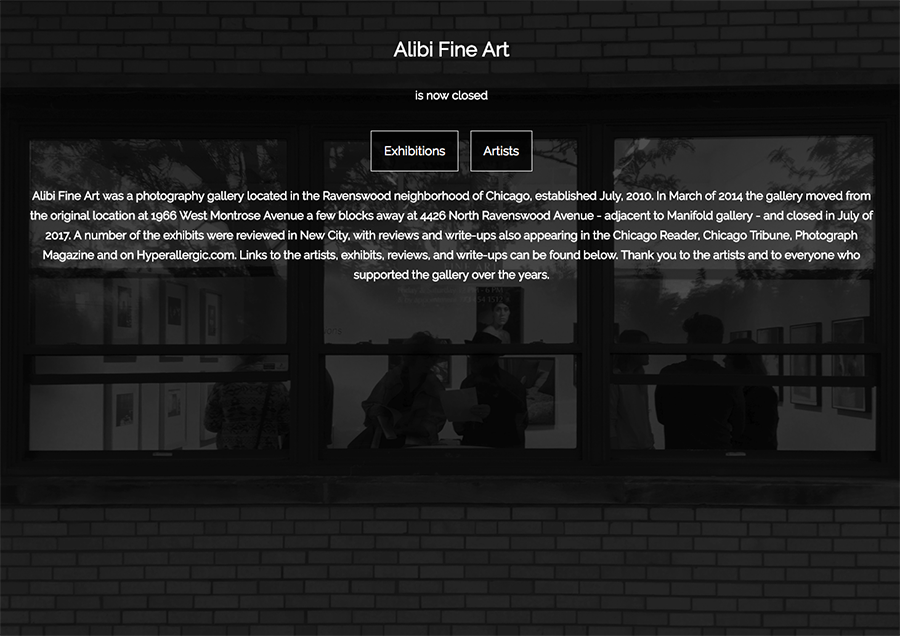 Alibi Fine Art
is now closed
Exhibitions Artists
Alibi Fine Art was a photography gallery located in the Ravenswood neighborhood of Chicago, established July, 2010. In March of 2014 the gallery moved from
the original location at 1966 West Montrose Avenue a few blocks away at 4426 North Ravenswood Avenue - adjacent to Manifold gallery - and closed in July of
2017. A number of the exhibits were reviewed in New City, with reviews and write-ups also appearing in the Chicago Reader, Chicago Tribune, Photograph
Magazine and on Hyperallergic.com. Links to the artists, exhibits, reviews, and write-ups can be found below. Thank you to the artists and to everyone who
supported the gallery over the years.